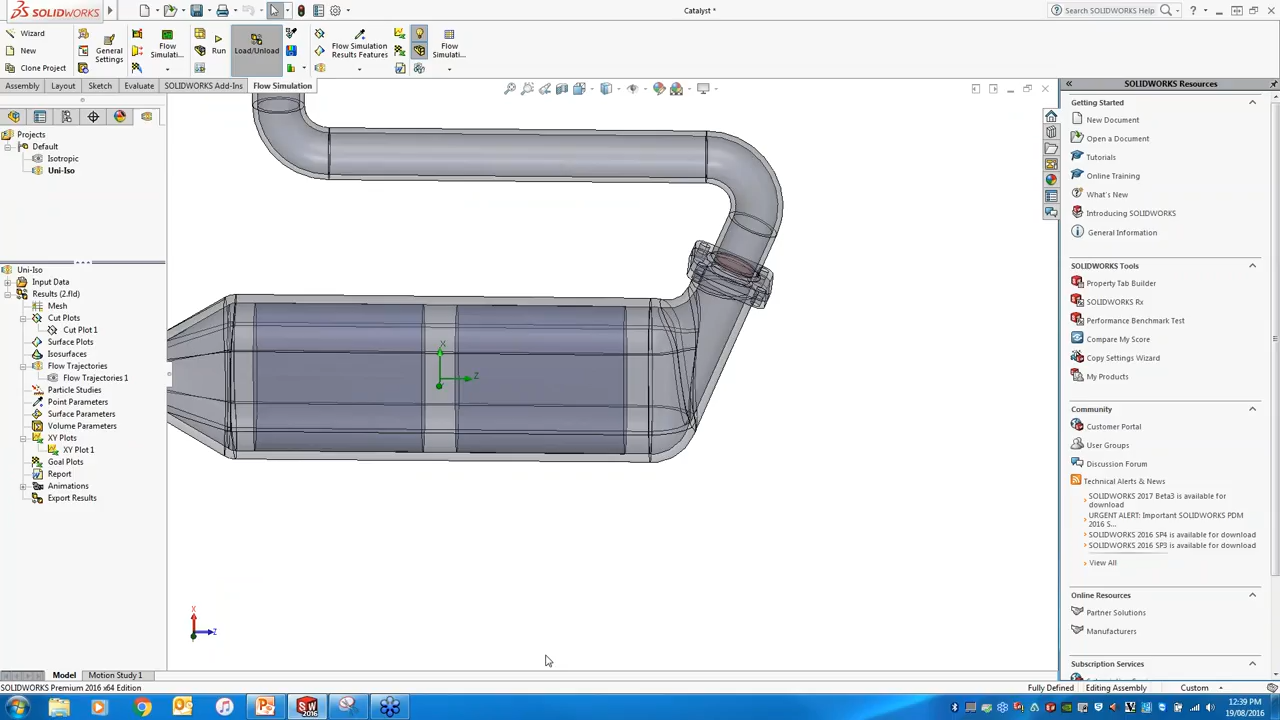 SOLIDWORKS
Catalyst *
Search SOLIDWORKS Help
Wizard
New
Clone Project
General
Settings
Flow
Simulati...
Run
Load/Unload
Flow Simulation
Results Features
Flow
Simulati...
Assembly
Layout
Sketch
Evaluate
SOLIDWORKS Add-Ins
Flow Simulation
Projects
Default
Isotropic
Uni-Iso
Uni-Iso
Input Data
Results (2.fld)
Mesh
Cut Plots
Cut Plot 1
Surface Plots
Isosurfaces
Flow Trajectories
Flow Trajectories 1
Particle Studies
Point Parameters
Surface Parameters
Volume Parameters
XY Plots
XY Plot 1
Goal Plots
Report
Animations
Export Results
X
Z
X
Z
SOLIDWORKS Resources
Getting Started
New Document
Open a Document
Tutorials
Online Training
What's New
Introducing SOLIDWORKS
General Information
SOLIDWORKS Tools
Property Tab Builder
SOLIDWORKS Rx
Performance Benchmark Test
Compare My Score
Copy Settings Wizard
My Products
Community
Customer Portal
User Groups
Discussion Forum
Technical Alerts & News
SOLIDWORKS 2017 Beta3 is available for
download
URGENT ALERT: Important SOLIDWORKS PDM
2016 S...
SOLIDWORKS 2016 SP4 is available for download
SOLIDWORKS 2016 SP3 is available for download
View All
Online Resources
Partner Solutions
Manufacturers
Subscription Services
Model
Motion Study 1
SOLIDWORKS Premium 2016 x64 Edition
Fully Defined
Editing Assembly
Custom
12:39 PM
19/08/2016